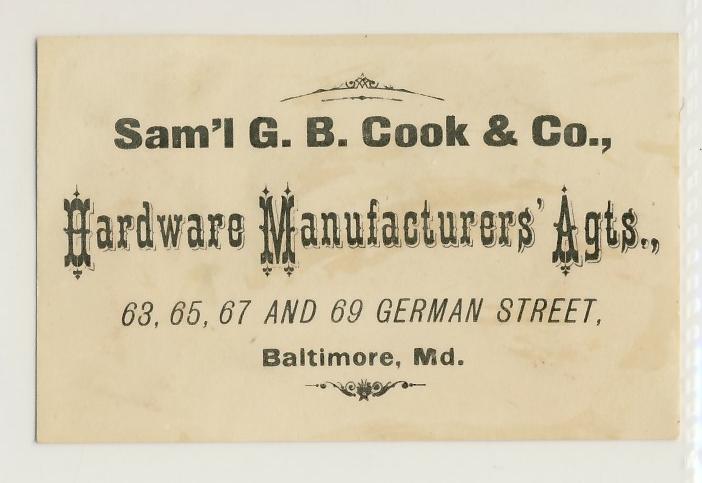 Sam'l G. B. Cook & Co.,
Hardware Manufacturers' Agts.,
63, 65, 67 AND 69 GERMAN STREET,
Baltimore, Md.